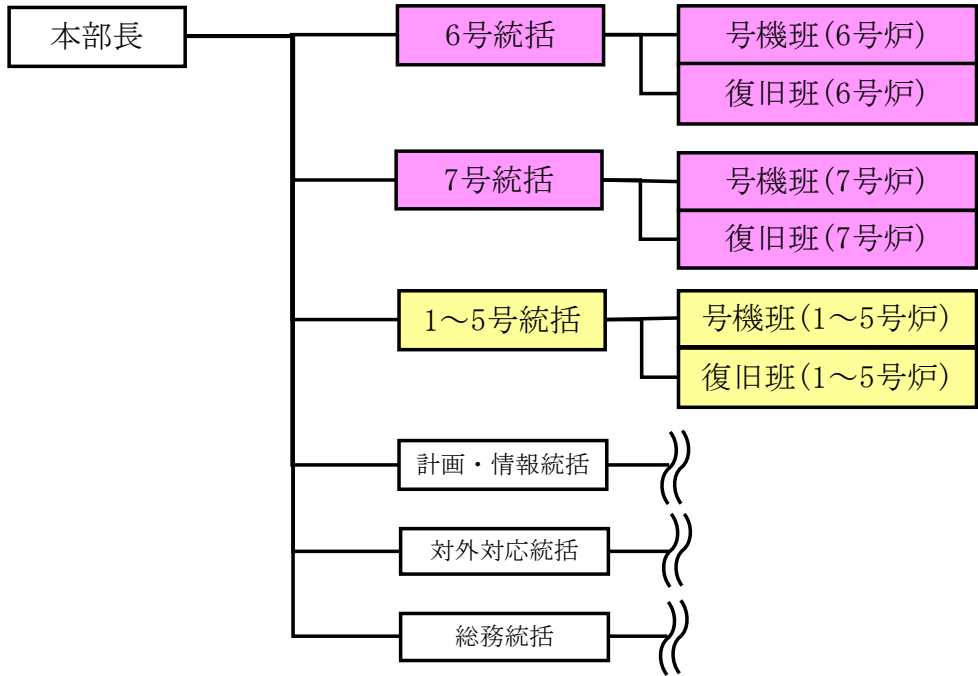 本部長
6号統括
号機班(6号炉)
復旧班(6号炉)
7号統括
号機班(7号炉)
復旧班(7号炉)
1～5号統括
号機班(1～5号炉)
復旧班(1～5号炉)
計画・情報統括
対外対応統括
総務統括